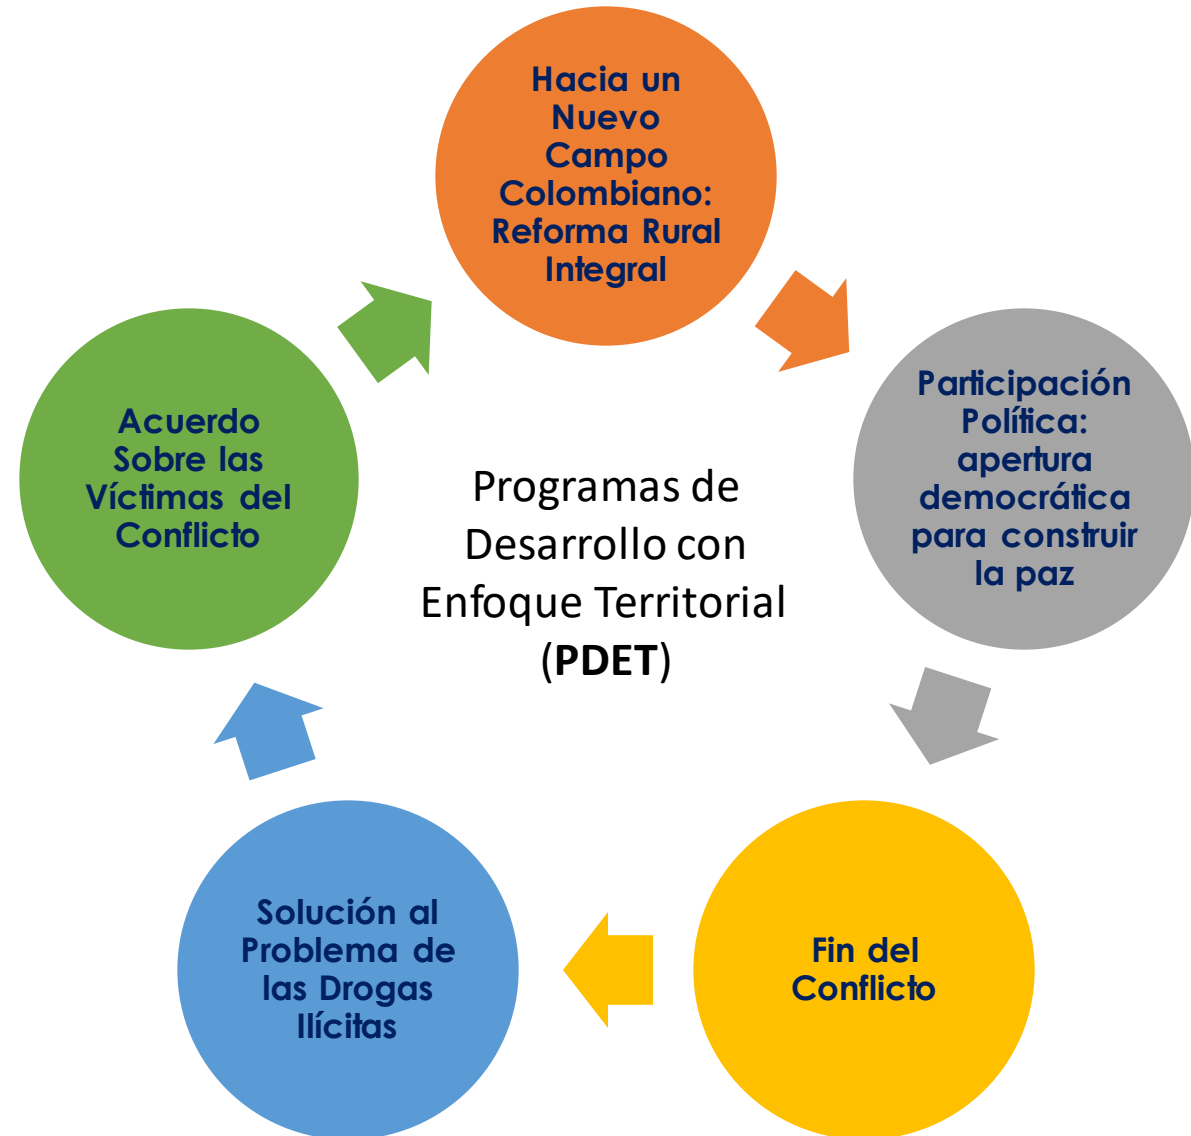 Hacia un
Nuevo
Campo
Colombiano:
Reforma Rural
Integral
Participación
Política:
apertura
democrática
para construir
la paz
Fin del
Conflicto
Solución al
Problema de
las Drogas
Ilícitas
Acuerdo
Sobre las
Víctimas del
Conflicto
Programas de
Desarrollo con
Enfoque Territorial
(PDET)